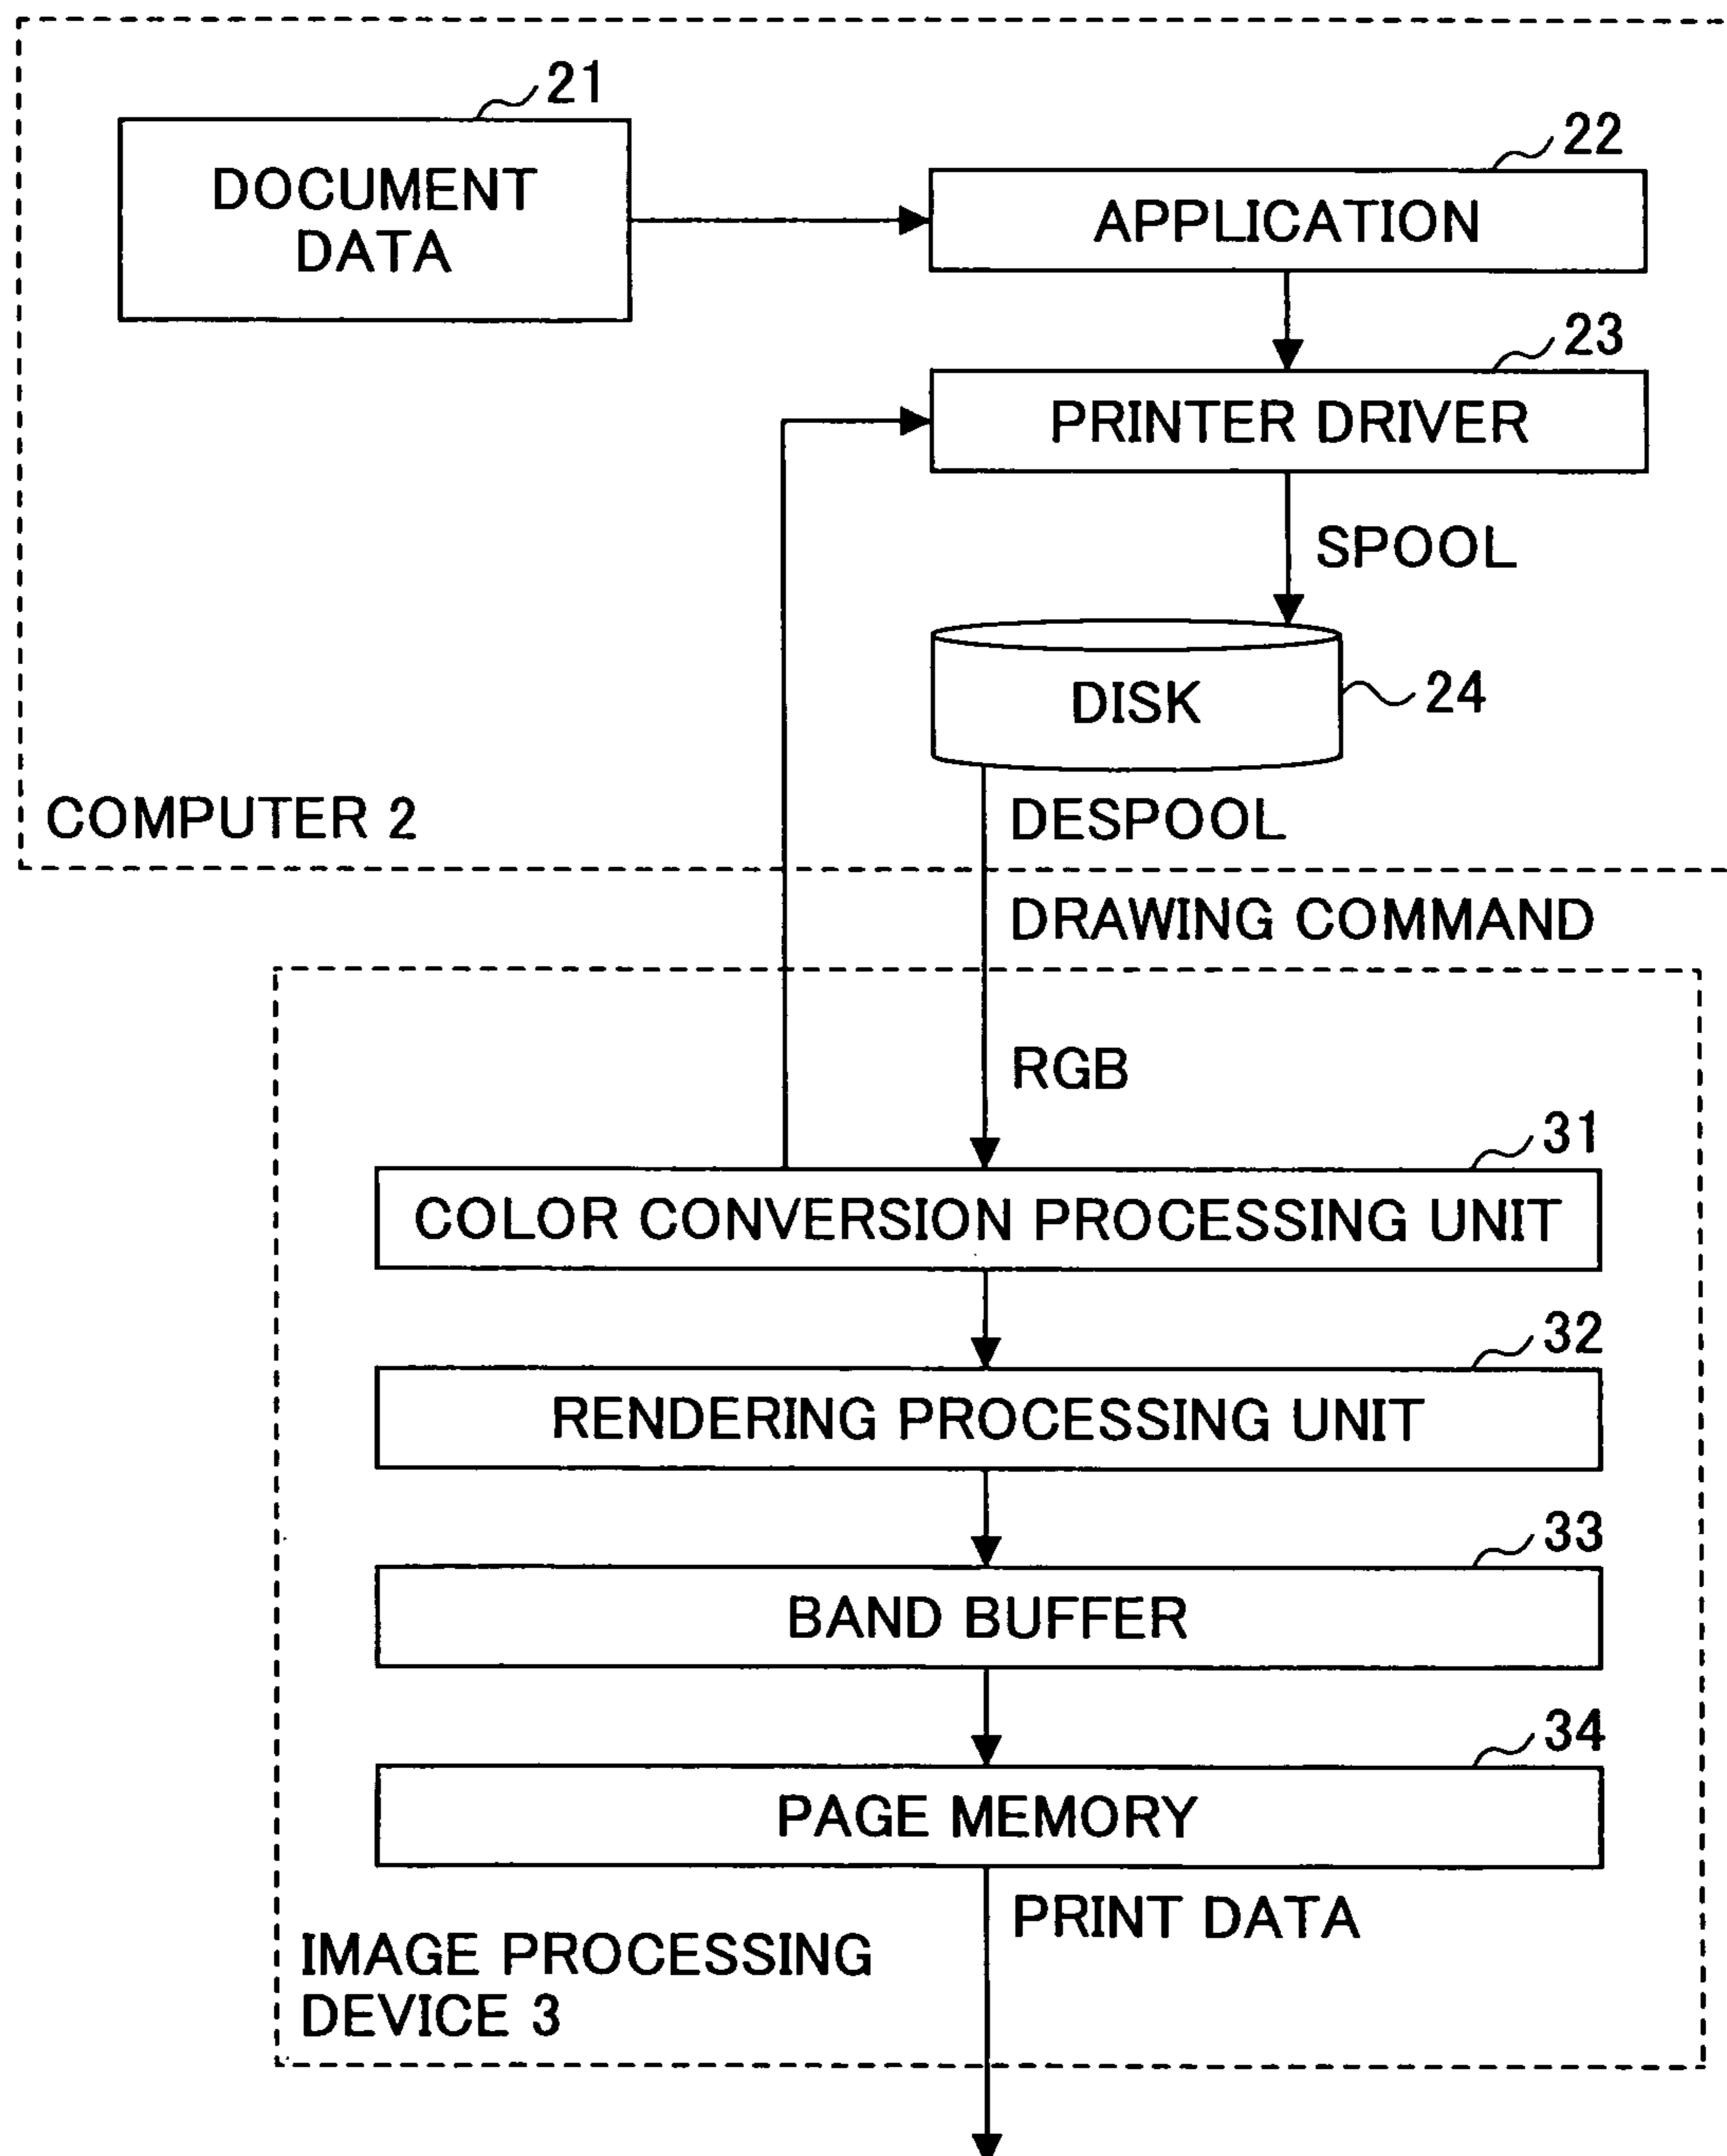 21
DOCUMENT
DATA
22
APPLICATION
23
PRINTER DRIVER
SPOOL
DISK
24
COMPUTER 2
DESPOOL
DRAWING COMMAND
RGB
31
COLOR CONVERSION PROCESSING UNIT
32
RENDERING PROCESSING UNIT
33
BAND BUFFER
34
PAGE MEMORY
PRINT DATA
IMAGE PROCESSING
DEVICE 3